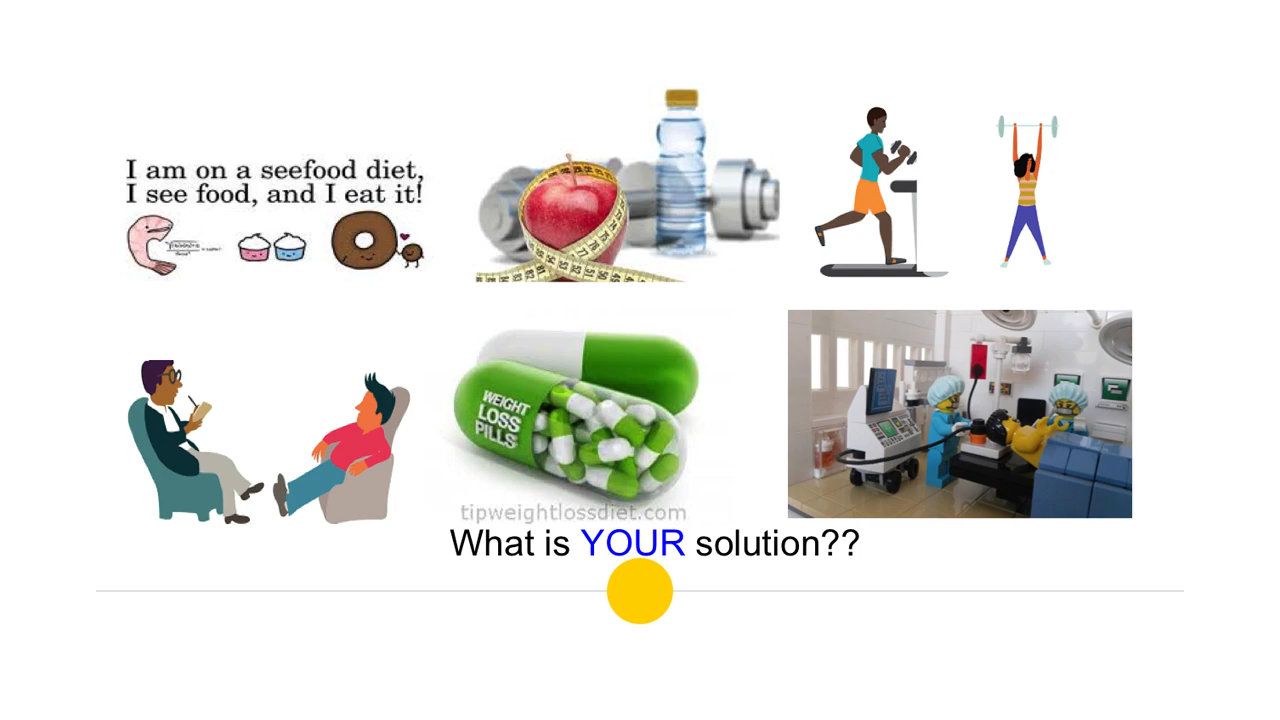 I am on a seefood diet,
I see food, and I eat it!
WEIGHT
LOSS
PILLS
tipweightlossdiet.com
What is YOUR solution??